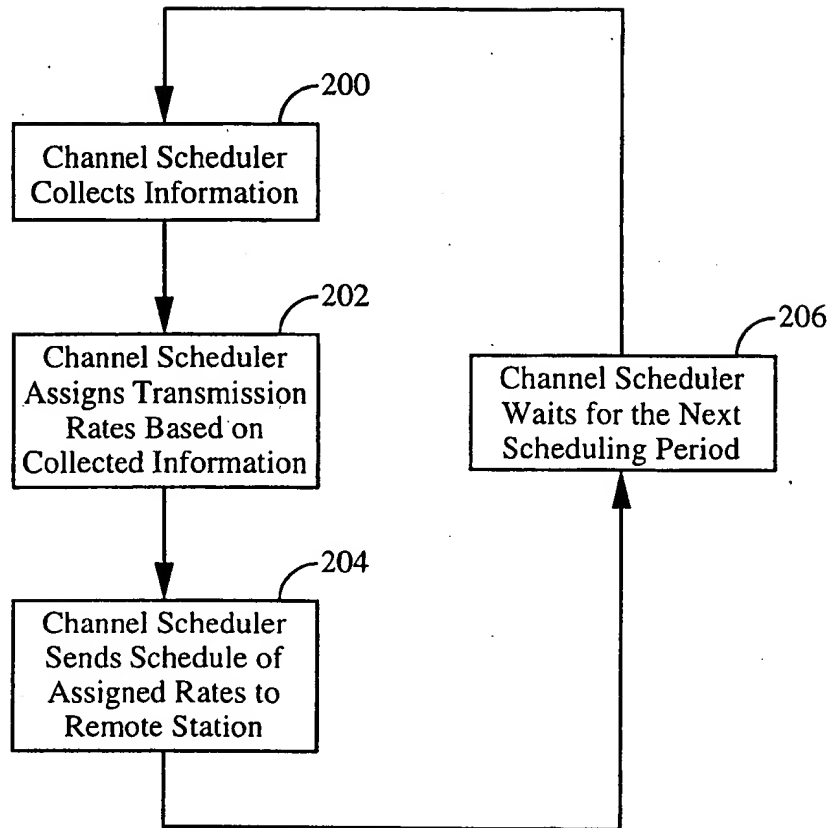 200
Channel Scheduler
Collects Information
202
Channel Scheduler
Assigns Transmission
Rates Based on
Collected Information
204
Channel Scheduler
Sends Schedule of
Assigned Rates to
Remote Station
206
Channel Scheduler
Waits for the Next
Scheduling Period